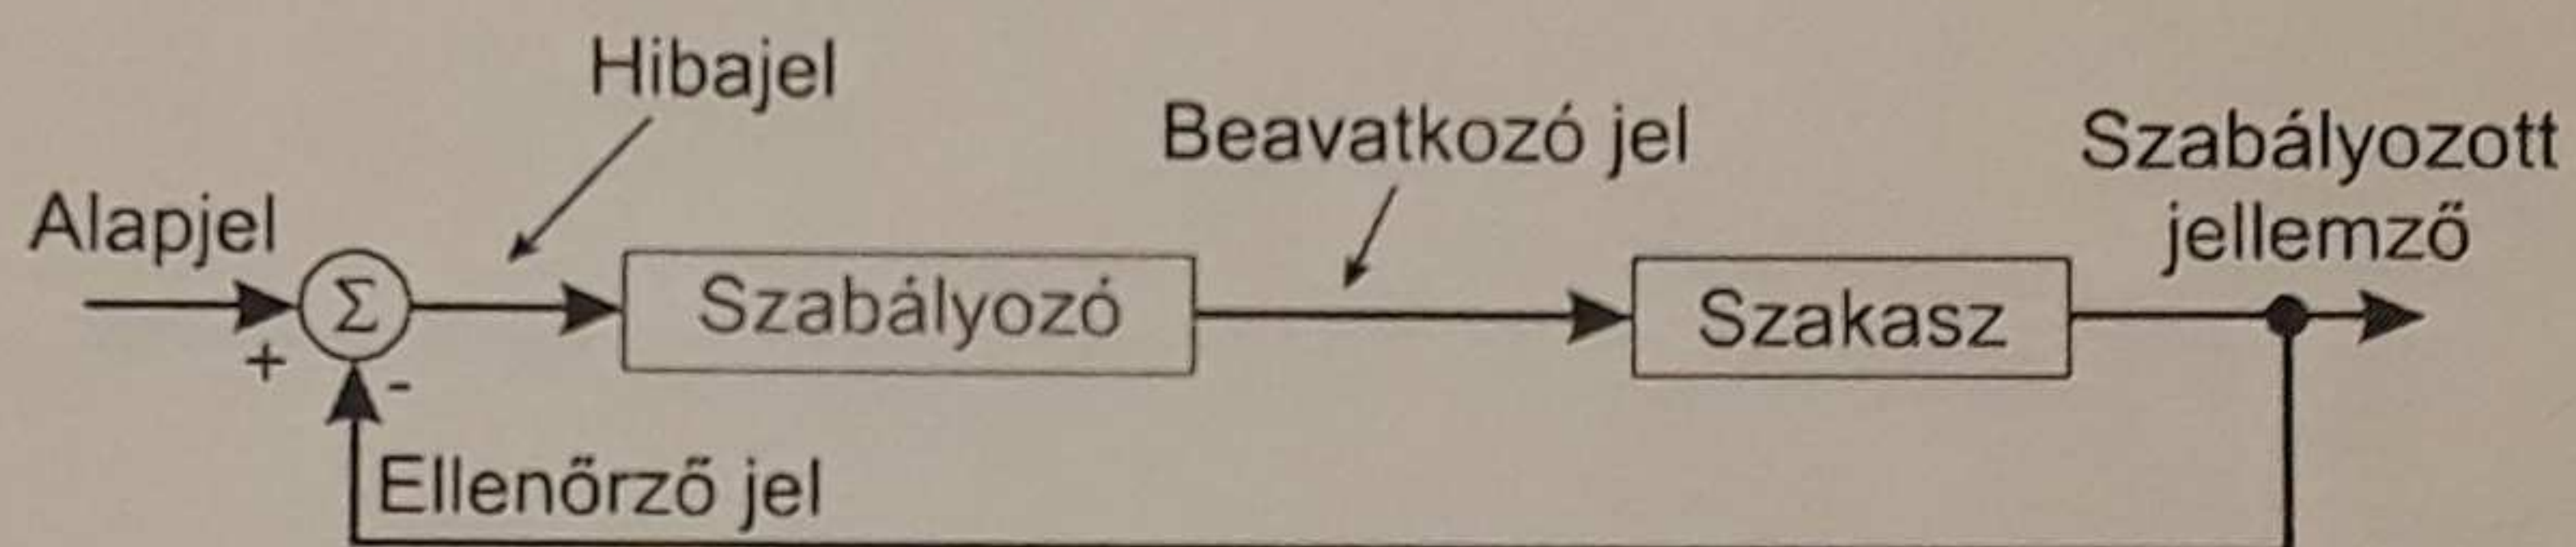 Hibajel
Beavatkozó jel
Szabályozott
jellemző
Alapjel
Σ
Szabályozó
Szakasz
+
-
Ellenőrző jel